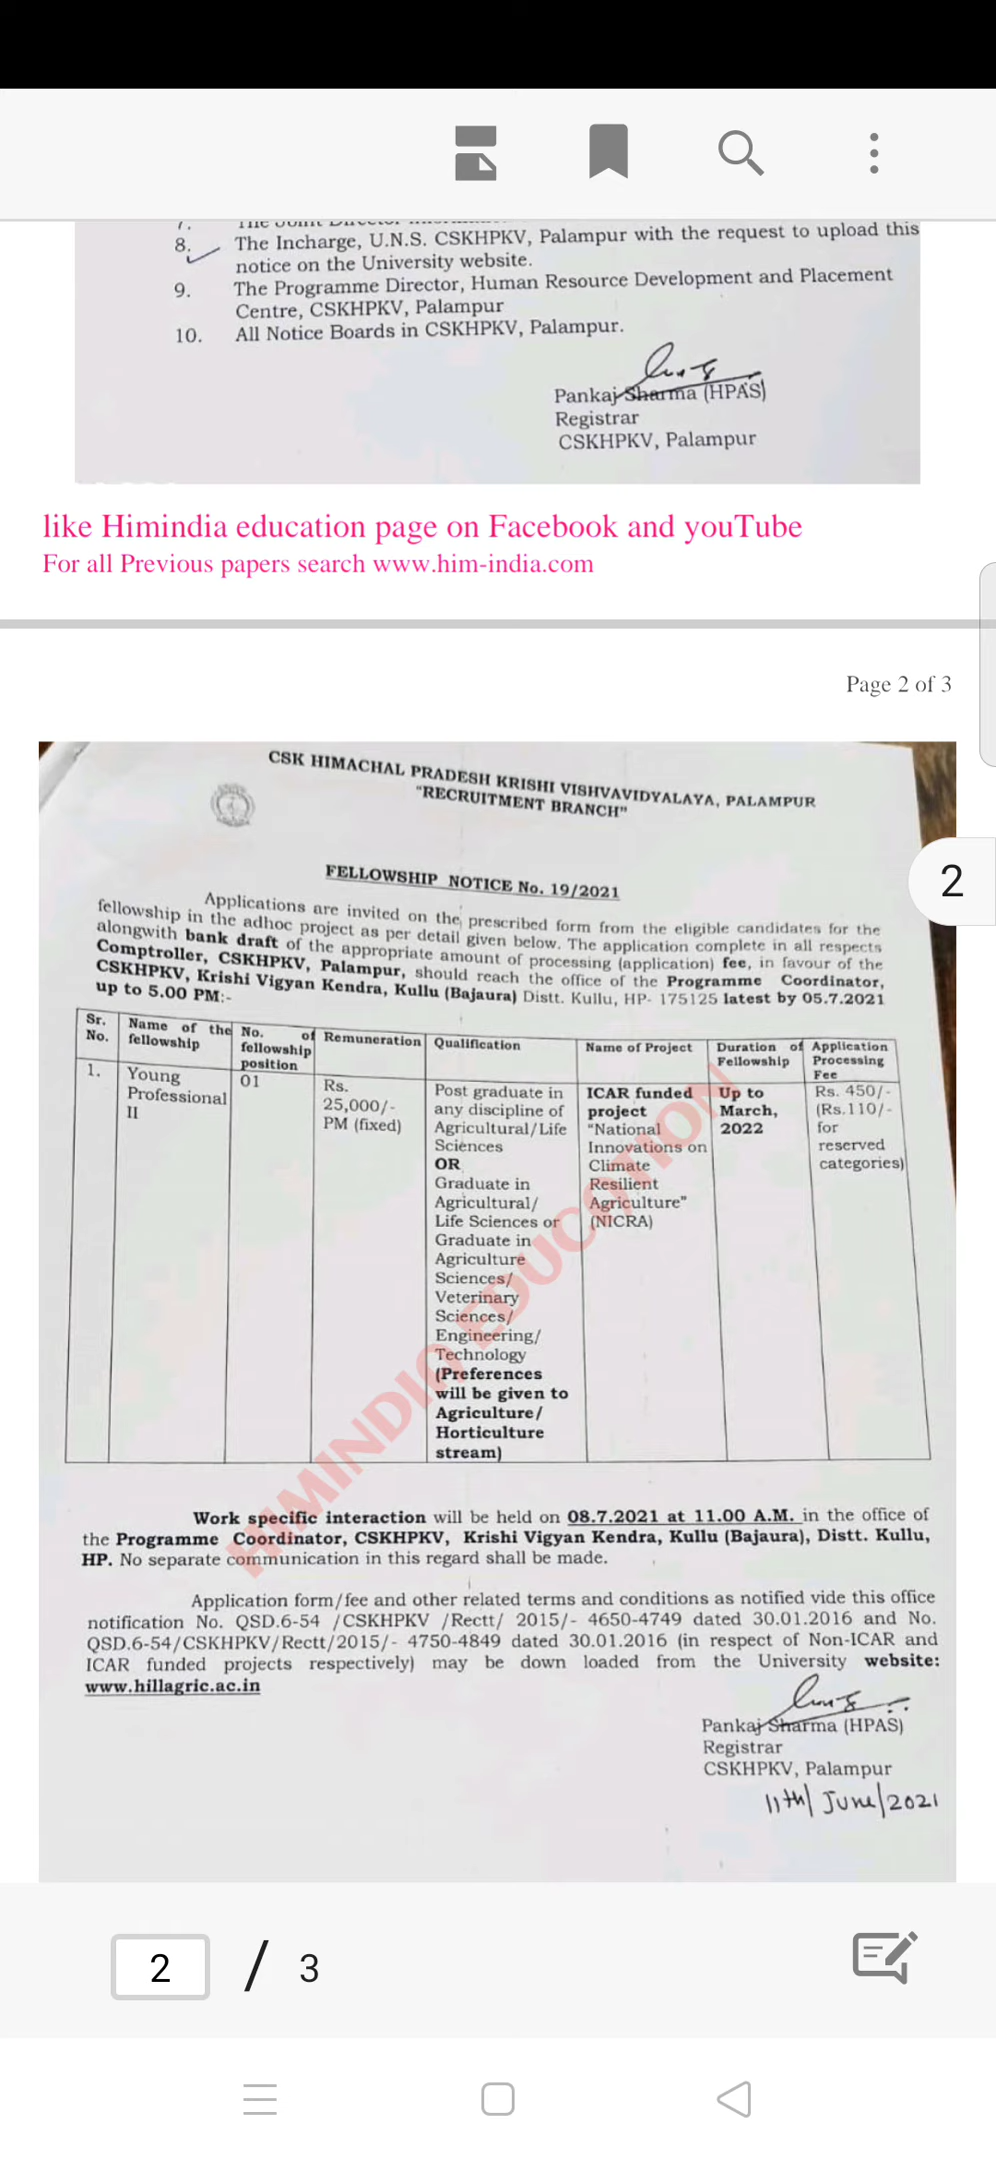 8. The Incharge, U.N.S. CSKHPKV, Palampur with the request to upload this
notice on the University website.
9. The Programme Director, Human Resource Development and Placement
Centre, CSKHPKV, Palampur
10. All Notice Boards in CSKHPKV, Palampur.
Pankaj Sharma (HPAS)
Registrar
CSKHPKV, Palampur
like Himindia education page on Facebook and youTube
For all Previous papers search www.him-india.com
Page 2 of 3
CSK HIMACHAL PRADESH KRISHI VISHVAVIDYALAYA, PALAMPUR
"RECRUITMENT BRANCH"
2
FELLOWSHIP NOTICE No. 19/2021
Applications are invited on the prescribed form from the eligible candidates for the
fellowship in the adhoc project as per detail given below. The application complete in all respects
alongwith bank draft of the appropriate amount of processing (application) fee, in favour of the
Comptroller, CSKHPKV, Palampur, should reach the office of the Programme Coordinator,
CSKHPKV, Krishi Vigyan Kendra, Kullu (Bajaura) Distt. Kullu, HP- 175125 latest by 05.7.2021
up to 5.00 PM:-
Sr. No.
Name of the fellowship
No. of fellowship position
Remuneration
Qualification
Name of Project
Duration of Fellowship
Application Processing Fee
1.
Young
Professional
II
01
Rs.
25,000/-
PM (fixed)
Post graduate in
any discipline of
Agricultural/Life
Sciences
OR
Graduate in
Agricultural/
Life Sciences or
Graduate in
Agriculture
Sciences/
Veterinary
Sciences/
Engineering/
Technology
(Preferences
will be given to
Agriculture/
Horticulture
stream)
ICAR funded
project
"National
Innovations on
Climate
Resilient
Agriculture"
(NICRA)
Up to
March,
2022
Rs. 450/-
(Rs.110/-
for
reserved
categories)
HIMINDIA EDUCATION
Work specific interaction will be held on 08.7.2021 at 11.00 A.M. in the office of
the Programme Coordinator, CSKHPKV, Krishi Vigyan Kendra, Kullu (Bajaura), Distt. Kullu,
HP. No separate communication in this regard shall be made.
Application form/fee and other related terms and conditions as notified vide this office
notification No. QSD.6-54 /CSKHPKV /Rectt/ 2015/- 4650-4749 dated 30.01.2016 and No.
QSD.6-54/CSKHPKV/Rectt/2015/- 4750-4849 dated 30.01.2016 (in respect of Non-ICAR and
ICAR funded projects respectively) may be down loaded from the University website:
www.hillagric.ac.in
Pankaj Sharma (HPAS)
Registrar
CSKHPKV, Palampur
11th/June/2021
2 / 3